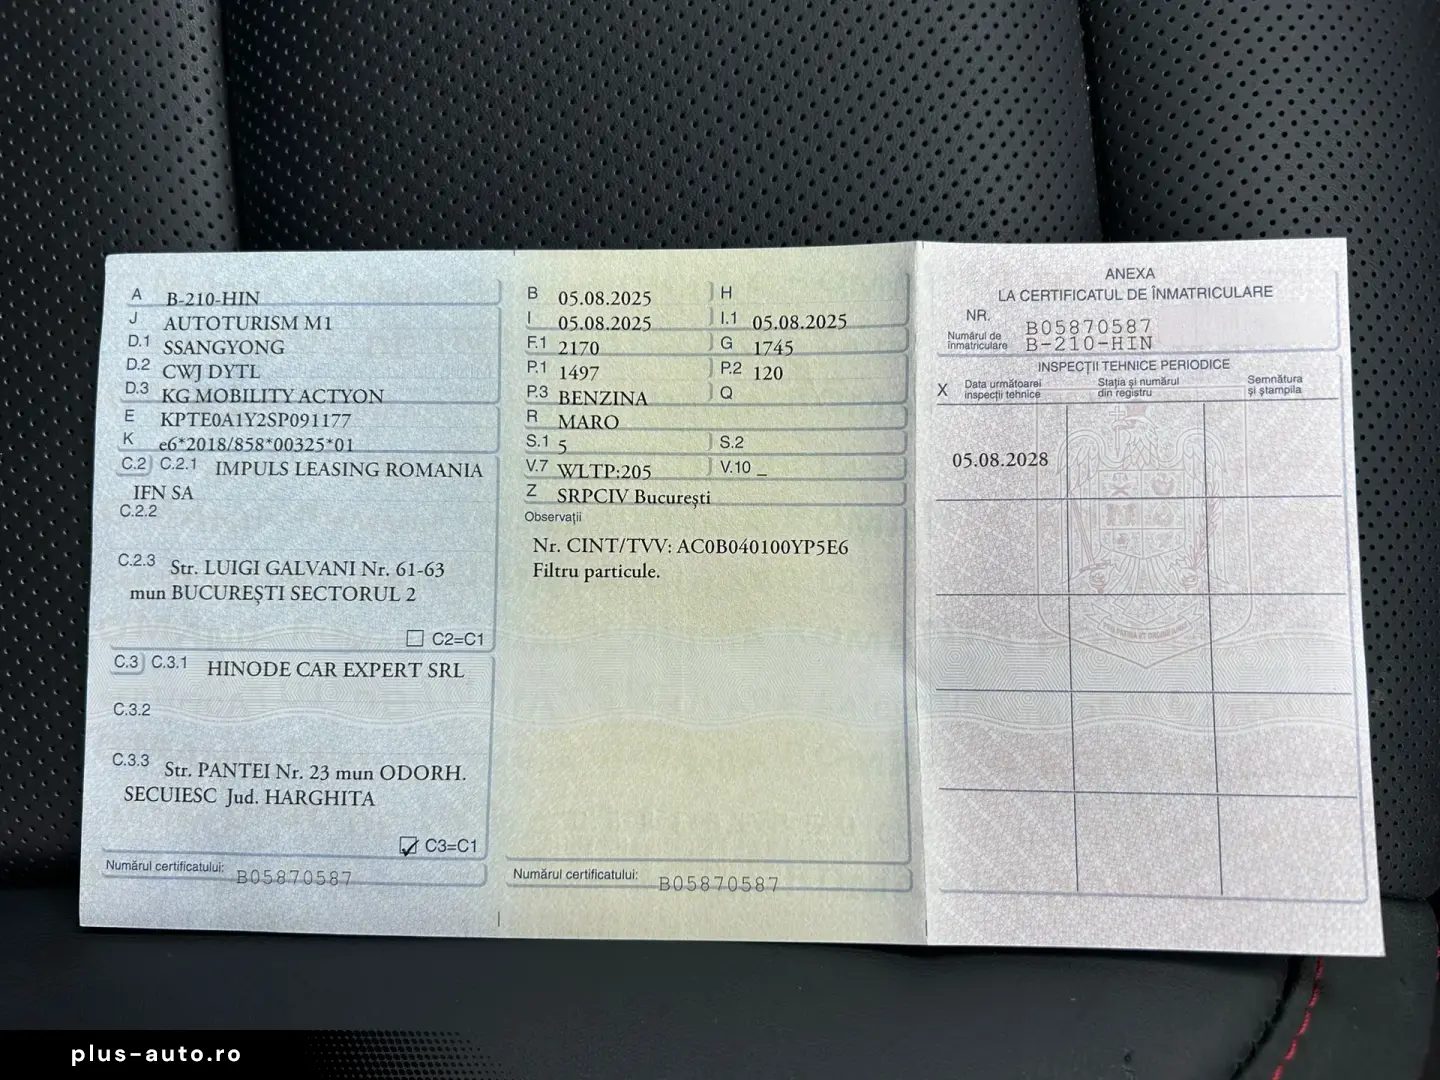 A B-210-HIN
J AUTOTURISM M1
D.1 SSANGYONG
D.2 CWJ DYTL
D.3 KG MOBILITY ACTYON
E KPTE0A1Y2SP091177
K e6*2018/858*00325*01
C.2 C.2.1 IMPULS LEASING ROMANIA
IFN SA
C.2.2
C.2.3 Str. LUIGI GALVANI Nr. 61-63
mun BUCUREȘTI SECTORUL 2
C2=C1
C.3 C.3.1 HINODE CAR EXPERT SRL
C.3.2
C.3.3 Str. PANTEI Nr. 23 mun ODORH.
SECUIESC Jud. HARGHITA
C3=C1
Numărul certificatului: B05870587
B 05.08.2025 H
I 05.08.2025 I.1 05.08.2025
F.1 2170 G 1745
P.1 1497 P.2 120
P.3 BENZINA Q
R MARO
S.1 5 S.2
V.7 WLTP:205 V.10 _
Z SRPCIV București
Observații
Nr. CINT/TVV: AC0B040100YP5E6
Filtru particule.
Numărul certificatului: B05870587
ANEXA
LA CERTIFICATUL DE ÎNMATRICULARE
NR. B05870587
Numărul de
înmatriculare B-210-HIN
INSPECȚII TEHNICE PERIODICE
X Data următoarei
inspecții tehnice
Stația și numărul
din registru
Semnătura
și ștampila
05.08.2028
plus-auto.ro